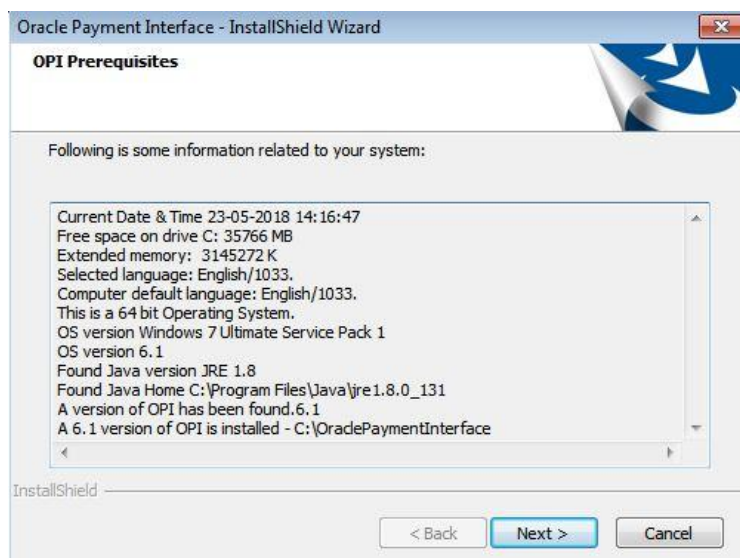 Oracle Payment Interface - InstallShield Wizard
OPI Prerequisites
Following is some information related to your system:
Current Date & Time 23-05-2018 14:16:47
Free space on drive C: 35766 MB
Extended memory:  3145272 K
Selected language: English/1033.
Computer default language: English/1033.
This is a 64 bit Operating System.
OS version Windows 7 Ultimate Service Pack 1
OS version 6.1
Found Java version JRE 1.8
Found Java Home C:\Program Files\Java\jre1.8.0_131
A version of OPI has been found.6.1
A 6.1 version of OPI is installed - C:\OraclePaymentInterface
InstallShield
< Back Next > Cancel